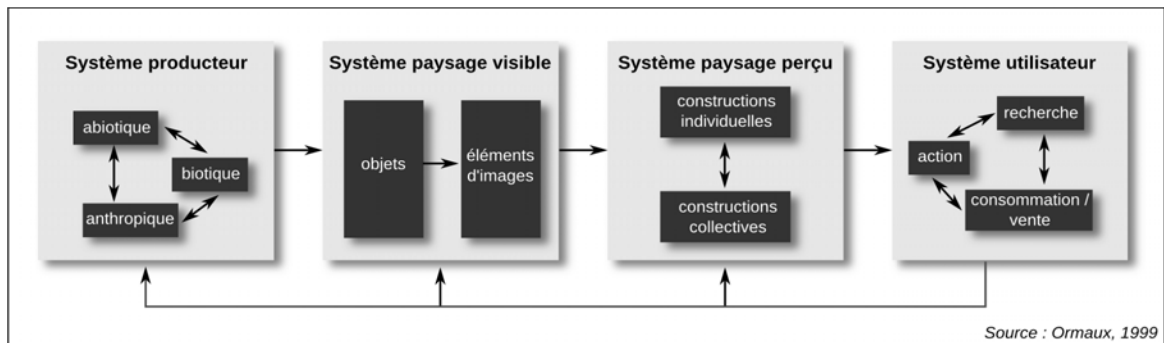 Système producteur
abiotique
biotique
anthropique
Système paysage visible
objets
éléments
d'images
Système paysage perçu
constructions
individuelles
constructions
collectives
Système utilisateur
recherche
action
consommation /
vente
Source : Ormaux, 1999